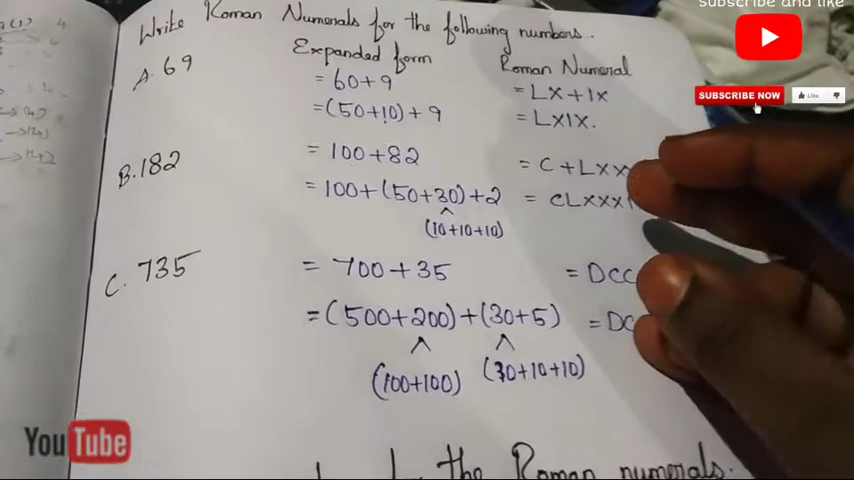 Subscribe and like
Write Roman Numerals for the following numbers.
Expanded form Roman Numeral
A. 69 = 60+9 = LX+IX
=(50+10)+9 = LXIX.
B. 182 = 100+82 = C+LXX
= 100+(50+30)+2 = CLXXX
(10+10+10)
C. 735 = 700+35 = DCC
=(500+200)+(30+5) = DC
(100+100) (30+10+10)
for the Roman numerals.
SUBSCRIBE NOW
Like
YouTube